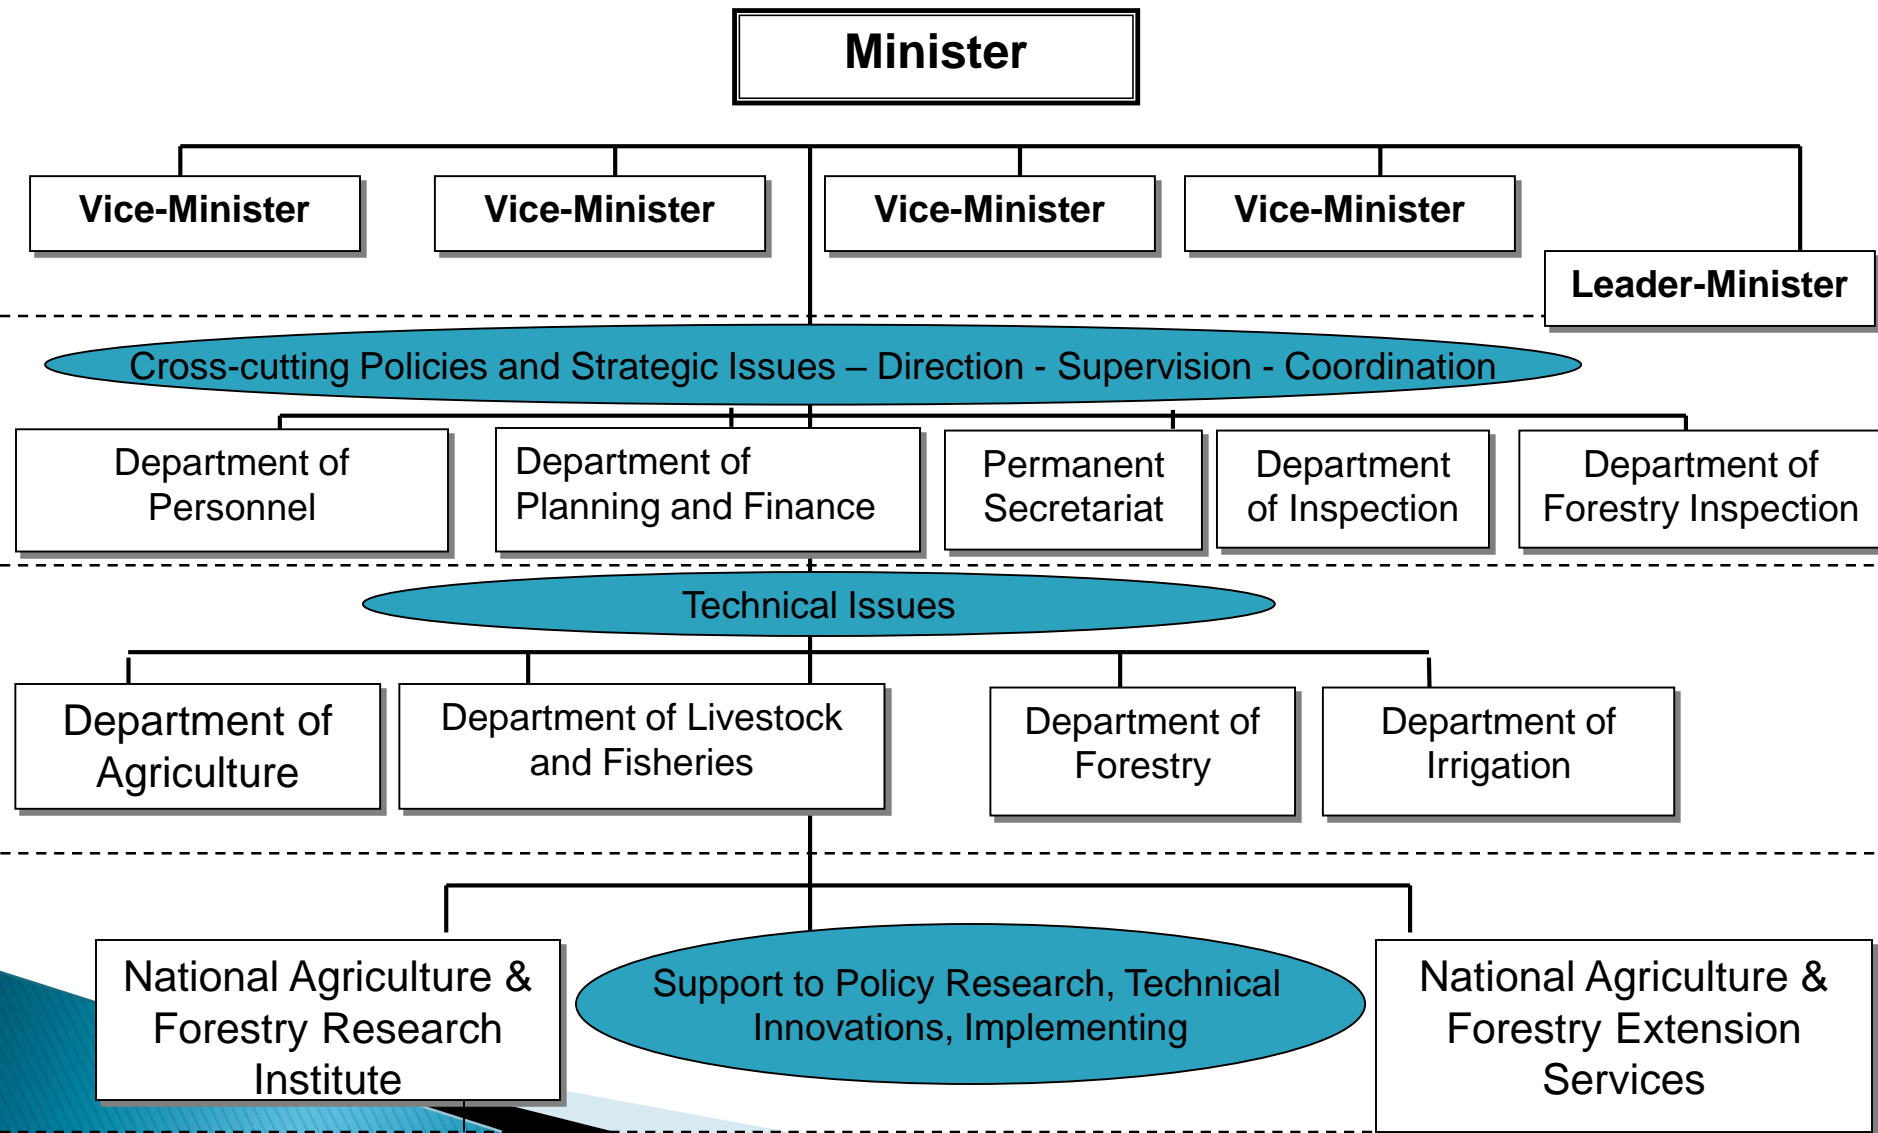 Minister
Vice-Minister
Vice-Minister
Vice-Minister
Vice-Minister
Leader-Minister
Cross-cutting Policies and Strategic Issues – Direction - Supervision - Coordination
Department of
Personnel
Department of
Planning and Finance
Permanent
Secretariat
Department
of Inspection
Department of
Forestry Inspection
Technical Issues
Department of
Agriculture
Department of Livestock
and Fisheries
Department of
Forestry
Department of
Irrigation
National Agriculture &
Forestry Research
Institute
Support to Policy Research, Technical
Innovations, Implementing
National Agriculture &
Forestry Extension
Services